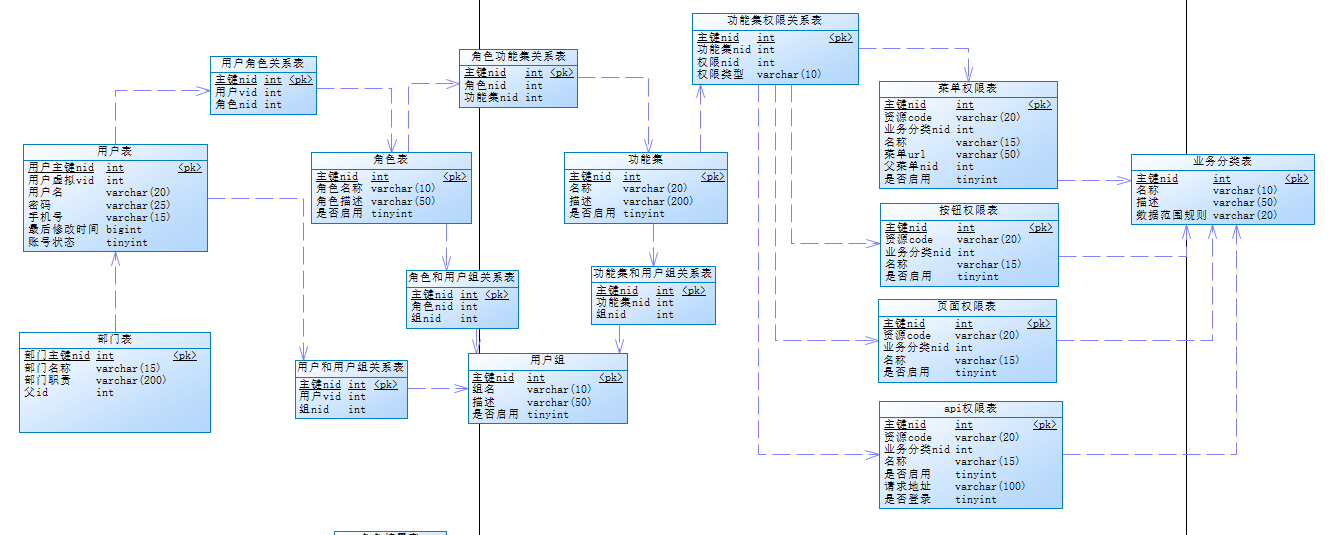 功能集权限关系表
主键nid int <pk>
功能集nid int
权限nid int
权限类型 varchar(10)
用户角色关系表
主键nid int <pk>
用户vid int
角色nid int
角色功能集关系表
主键nid int <pk>
角色nid int
功能集nid int
菜单权限表
主键nid int <pk>
资源code varchar(20)
业务分类nid int
名称 varchar(15)
菜单url varchar(50)
父菜单nid int
是否启用 tinyint
用户表
用户主键nid int <pk>
用户虚拟vid int
用户名 varchar(20)
密码 varchar(25)
手机号 varchar(15)
最后修改时间 bigint
账号状态 tinyint
角色表
主键nid int <pk>
角色名称 varchar(10)
角色描述 varchar(50)
是否启用 tinyint
功能集
主键nid int <pk>
名称 varchar(20)
描述 varchar(200)
是否启用 tinyint
业务分类表
主键nid int <pk>
名称 varchar(10)
描述 varchar(50)
数据范围规则 varchar(20)
按钮权限表
主键nid int <pk>
资源code varchar(20)
业务分类nid int
名称 varchar(15)
是否启用 tinyint
角色和用户组关系表
主键nid int <pk>
角色nid int
组nid int
功能集和用户组关系表
主键nid int <pk>
功能集nid int
组nid int
页面权限表
主键nid int <pk>
资源code varchar(20)
业务分类nid int
名称 varchar(15)
是否启用 tinyint
部门表
部门主键nid int <pk>
部门名称 varchar(15)
部门职责 varchar(200)
父id int
用户和用户组关系表
主键nid int <pk>
用户vid int
组nid int
用户组
主键nid int <pk>
组名 varchar(10)
描述 varchar(50)
是否启用 tinyint
api权限表
主键nid int <pk>
资源code varchar(20)
业务分类nid int
名称 varchar(15)
是否启用 tinyint
请求地址 varchar(100)
是否登录 tinyint